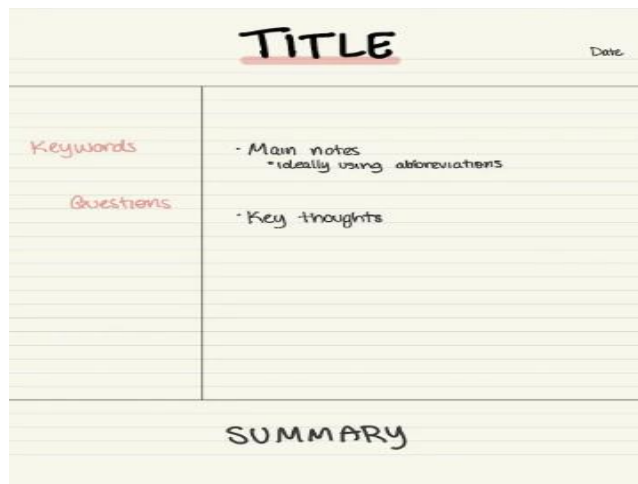 TITLE
Date
Keywords
- Main notes
• ideally using abbreviations
Questions
- Key thoughts
SUMMARY